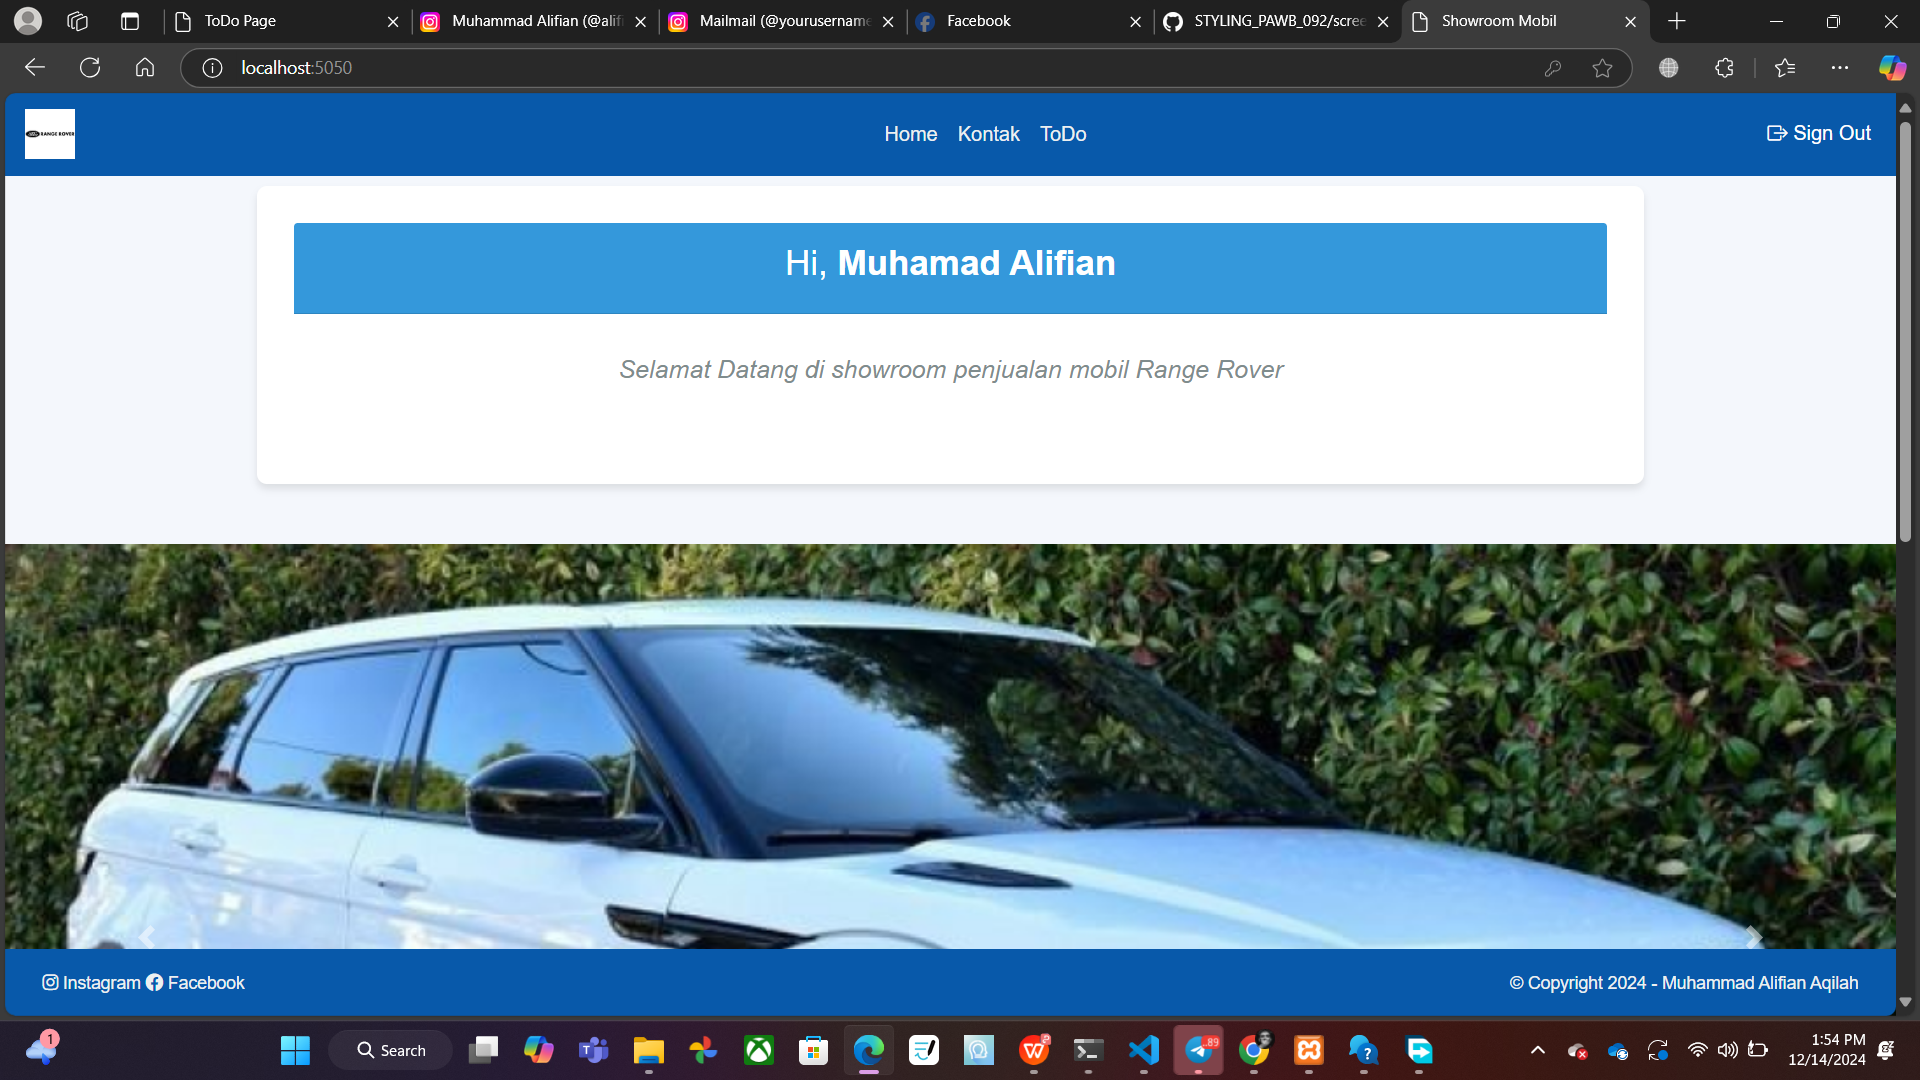 ToDo Page
Muhammad Alifian (@alifi
Mailmail (@yourusername
Facebook
STYLING_PAWB_092/scree
Showroom Mobil
localhost:5050
RANGE ROVER
Home Kontak ToDo
Sign Out
Hi, Muhamad Alifian
Selamat Datang di showroom penjualan mobil Range Rover
Instagram Facebook
© Copyright 2024 - Muhammad Alifian Aqilah
1
Search
.89
1:54 PM
12/14/2024